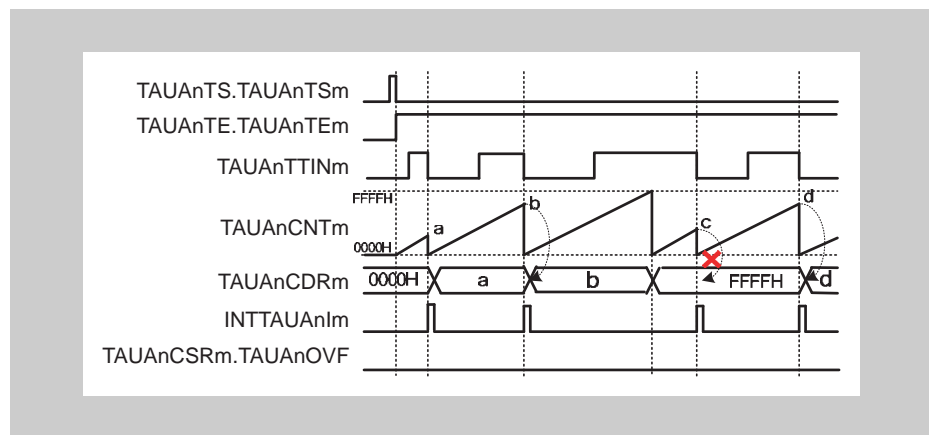 TAUAnTS.TAUAnTSm
TAUAnTE.TAUAnTEm
TAUAnTTINm
FFFFH
TAUAnCNTm
0000H
a
b
c
d
TAUAnCDRm
0000H
a
b
FFFFH
d
INTTAUAnIm
TAUAnCSRm.TAUAnOVF